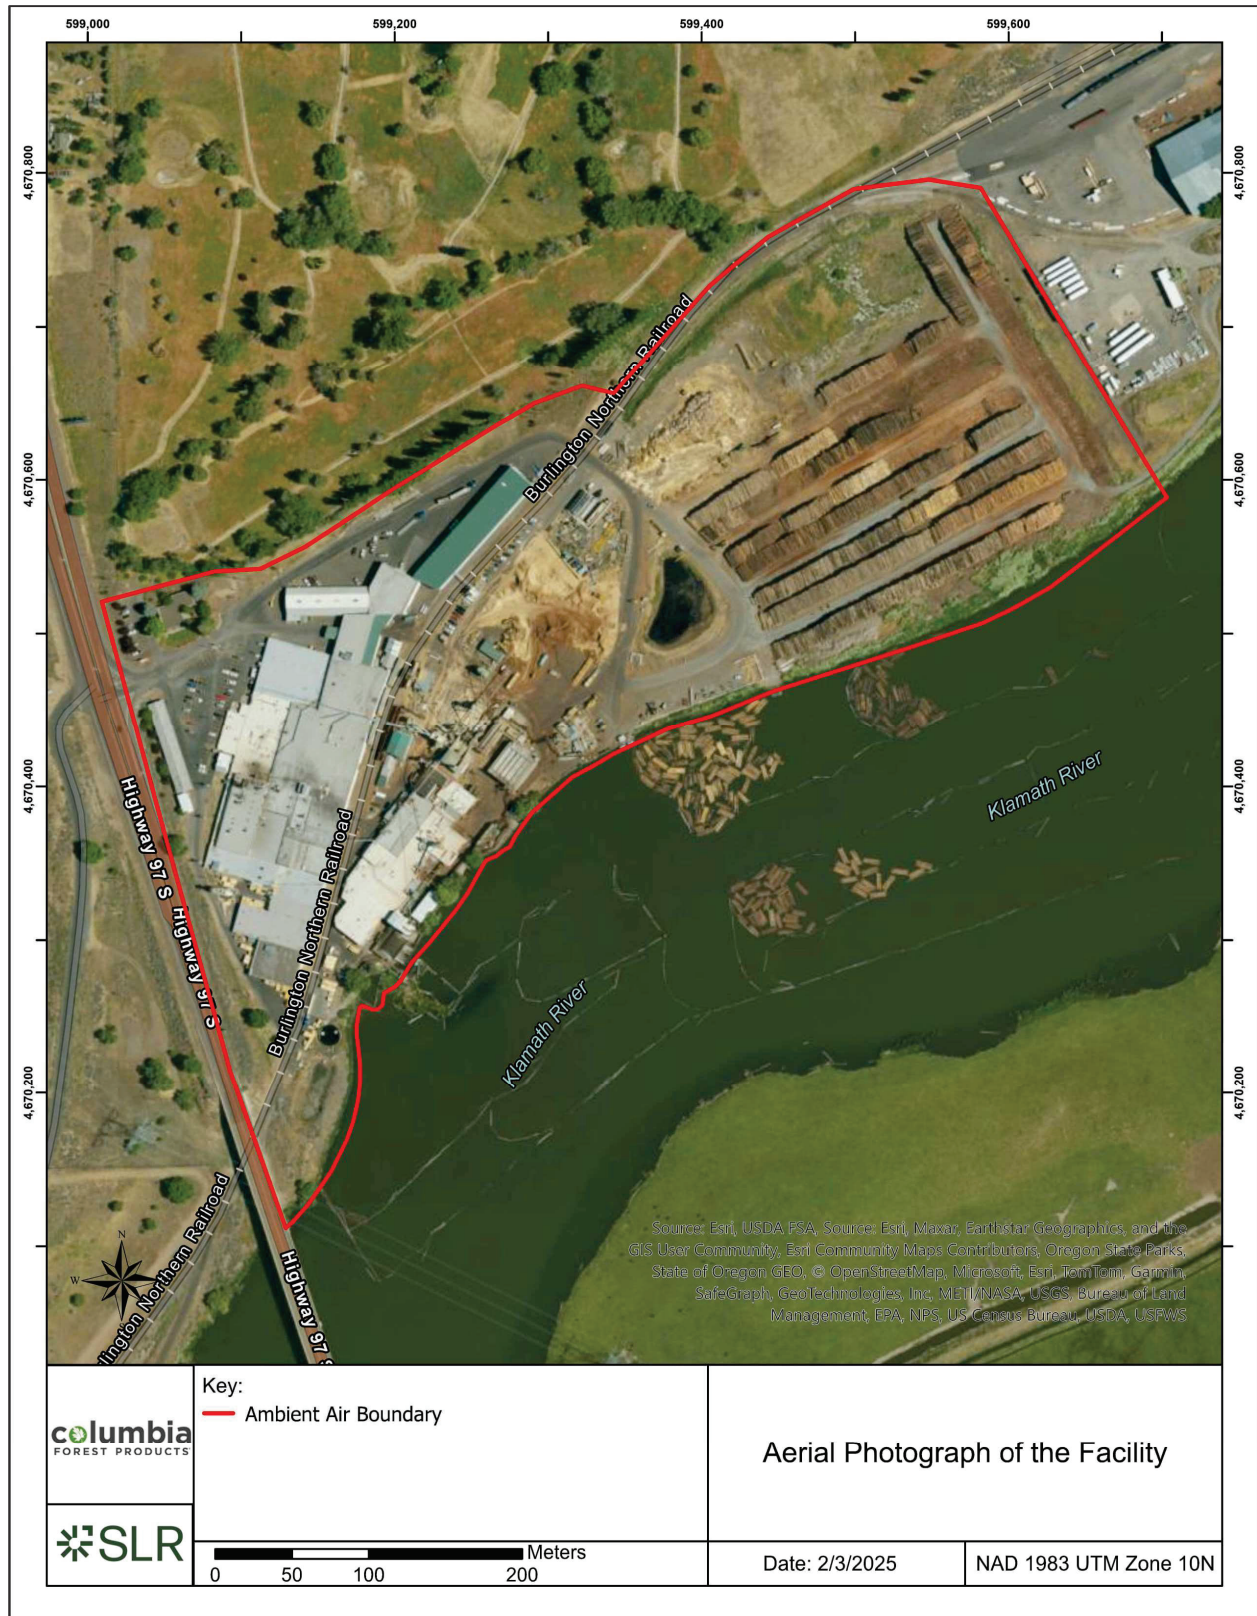 599,000
599,200
599,400
599,600
4,670,800
4,670,800
4,670,600
4,670,600
4,670,400
4,670,400
4,670,200
4,670,200
Burlington Northern Railroad
Highway 97 S
Highway 97 S
Burlington Northern Railroad
Klamath River
Klamath River
lington Northern Railroad
Highway 97 S
N
W
Source: Esri, USDA FSA, Source: Esri, Maxar, Earthstar Geographics, and the
GIS User Community, Esri Community Maps Contributors, Oregon State Parks,
State of Oregon GEO, © OpenStreetMap, Microsoft, Esri, TomTom, Garmin,
SafeGraph, GeoTechnologies, Inc, METI/NASA, USGS, Bureau of Land
Management, EPA, NPS, US Census Bureau, USDA, USFWS
columbia
FOREST PRODUCTS
SLR
Key:
Ambient Air Boundary
0 50 100 200 Meters
Aerial Photograph of the Facility
Date: 2/3/2025
NAD 1983 UTM Zone 10N